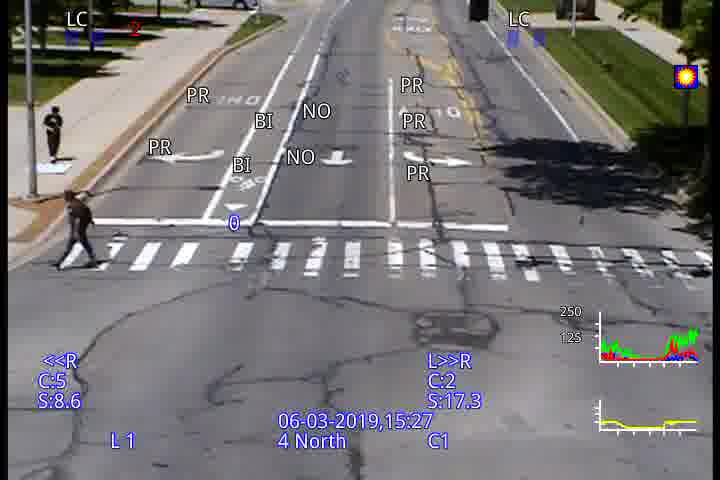 LC
LC
2
PR
PR
BI
NO
PR
PR
NO
BI
PR
0
250
125
<<R
L>>R
C:5
C:2
S:8.6
S:17.3
06-03-2019,15:27
L 1
4 North
C1